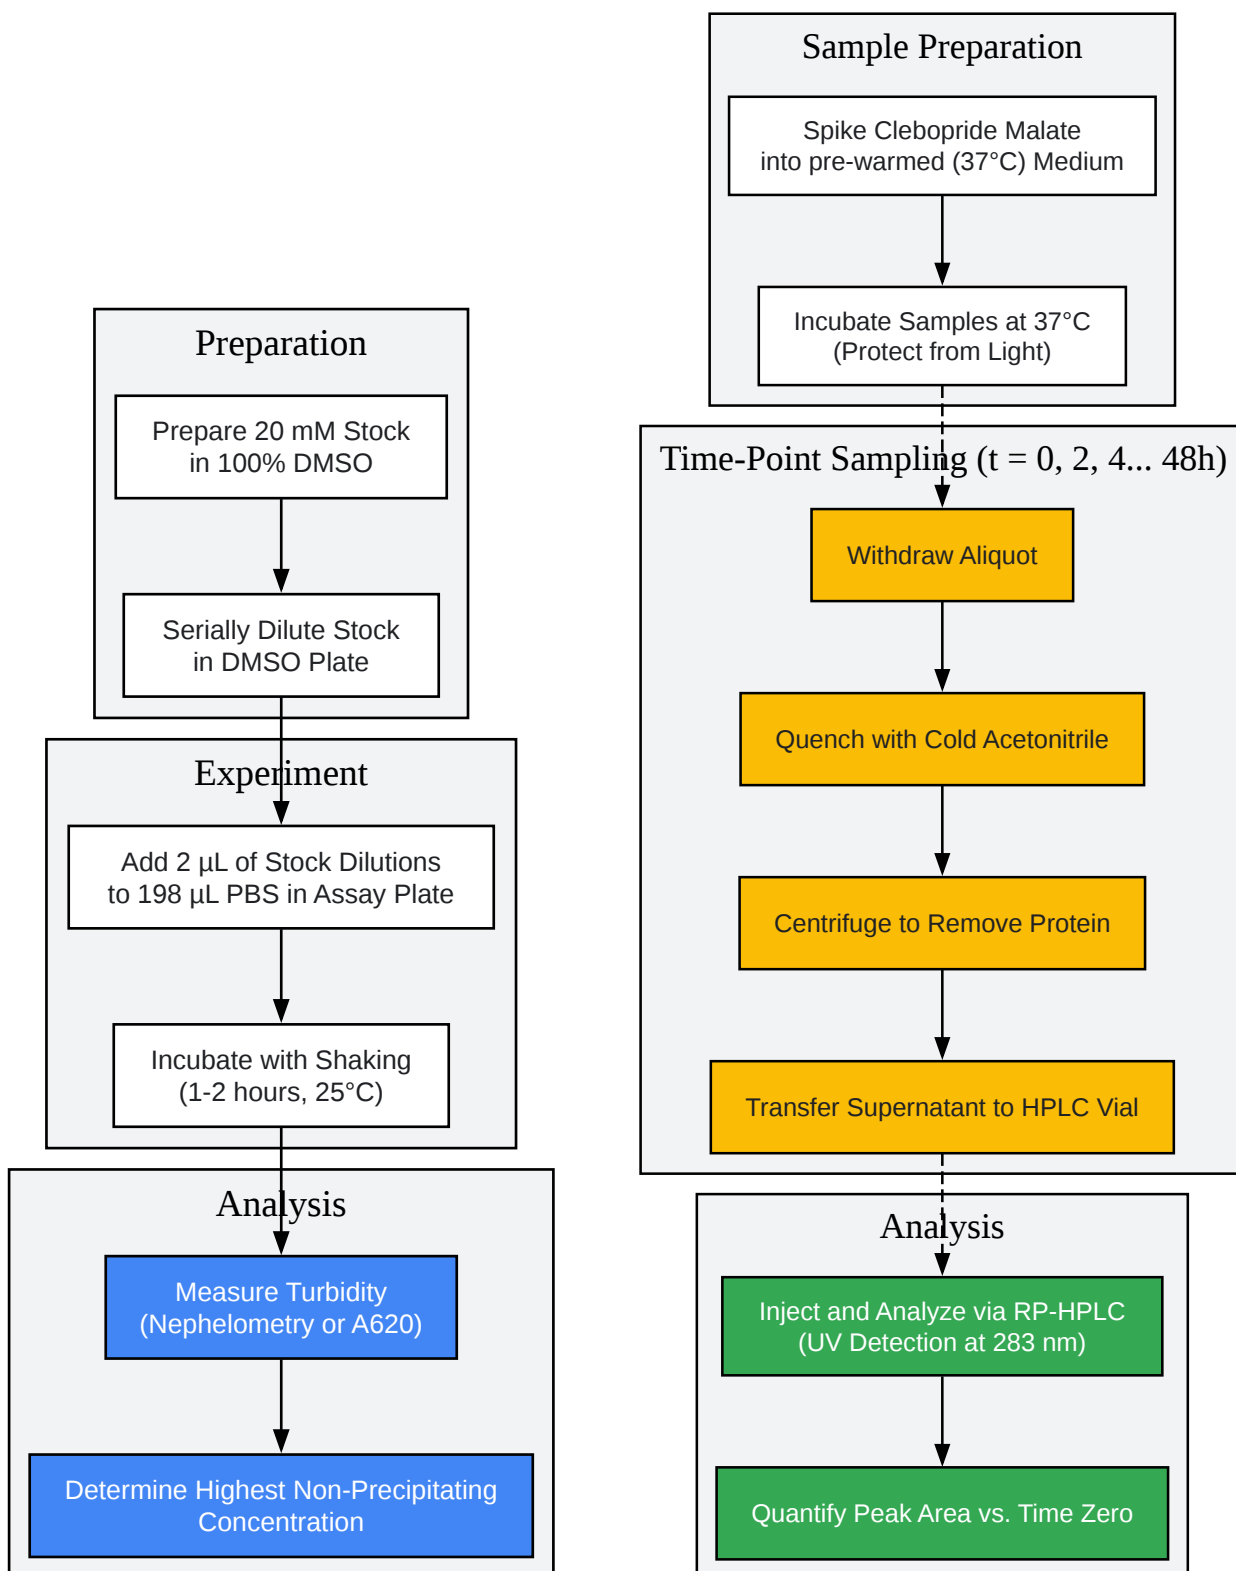 Preparation
Prepare 20 mM Stock
in 100% DMSO
Serially Dilute Stock
in DMSO Plate
Experiment
Add 2 µL of Stock Dilutions
to 198 µL PBS in Assay Plate
Incubate with Shaking
(1-2 hours, 25°C)
Analysis
Measure Turbidity
(Nephelometry or A620)
Determine Highest Non-Precipitating
Concentration
Sample Preparation
Spike Clebopride Malate
into pre-warmed (37°C) Medium
Incubate Samples at 37°C
(Protect from Light)
Time-Point Sampling (t = 0, 2, 4... 48h)
Withdraw Aliquot
Quench with Cold Acetonitrile
Centrifuge to Remove Protein
Transfer Supernatant to HPLC Vial
Analysis
Inject and Analyze via RP-HPLC
(UV Detection at 283 nm)
Quantify Peak Area vs. Time Zero